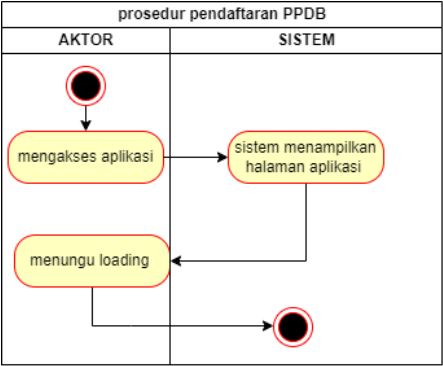 prosedur pendaftaran PPDB
AKTOR
SISTEM
mengakses aplikasi
sistem menampilkan
halaman aplikasi
menungu loading